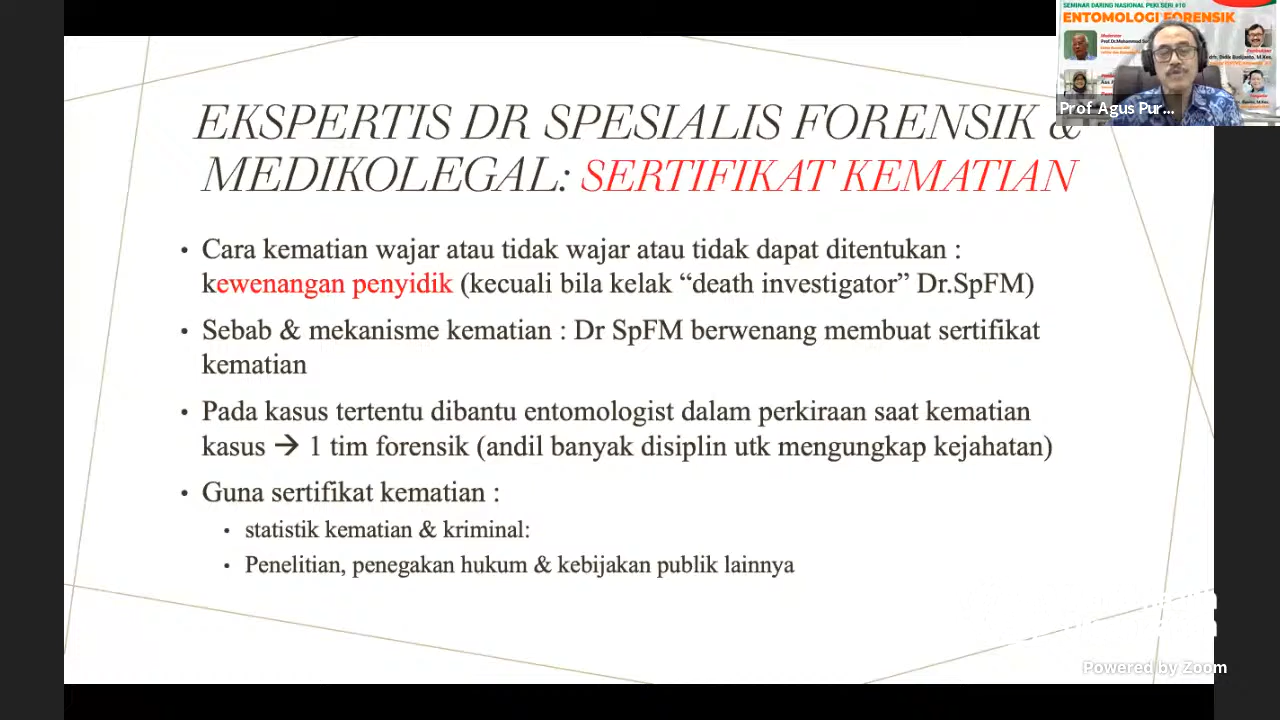 SEMINAR DARING NASIONAL PEKI SERI #10
ENTOMOLOGI FORENSIK
Moderator
Prof Agus Pur...
EKSPERTIS DR SPESIALIS FORENSIK &
MEDIKOLEGAL: SERTIFIKAT KEMATIAN
• Cara kematian wajar atau tidak wajar atau tidak dapat ditentukan :
kewenangan penyidik (kecuali bila kelak “death investigator” Dr.SpFM)
• Sebab & mekanisme kematian : Dr SpFM berwenang membuat sertifikat
kematian
• Pada kasus tertentu dibantu entomologist dalam perkiraan saat kematian
kasus → 1 tim forensik (andil banyak disiplin utk mengungkap kejahatan)
• Guna sertifikat kematian :
• statistik kematian & kriminal:
• Penelitian, penegakan hukum & kebijakan publik lainnya
Powered by Zoom